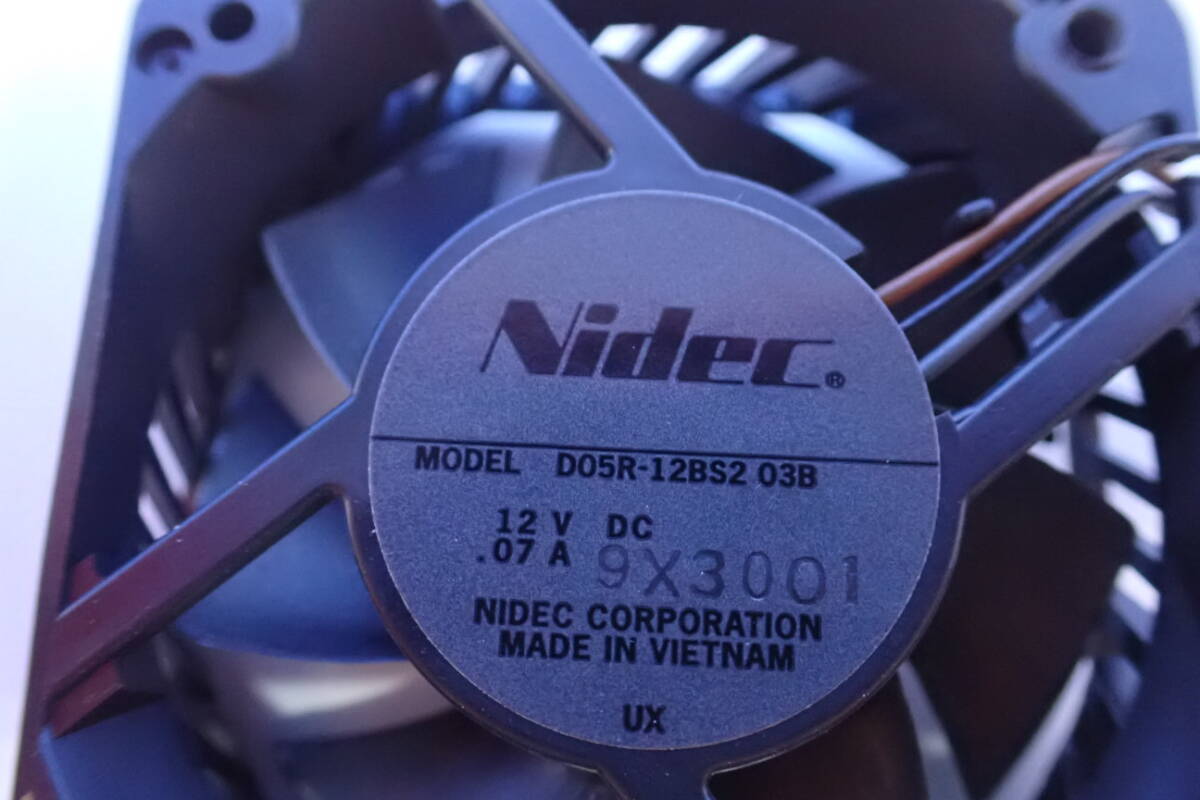 Nidec®
MODEL D05R-12BS2 03B
12 V DC
.07 A 9X3001
NIDEC CORPORATION
MADE IN VIETNAM
UX